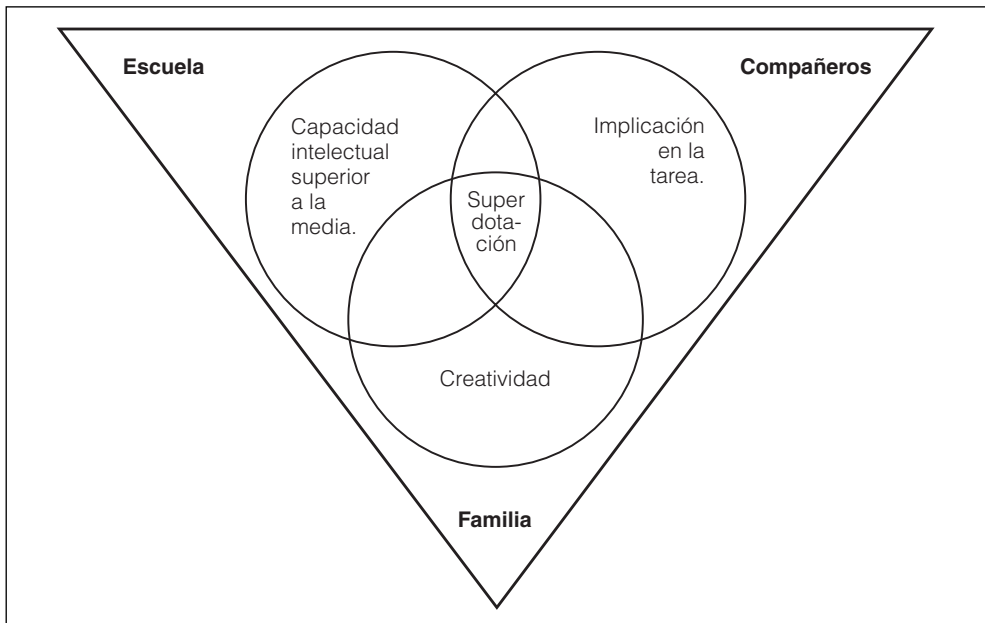 Escuela
Compañeros
Capacidad
intelectual
superior
a la
media.
Implicación
en la
tarea.
Super
dota-
ción
Creatividad
Familia